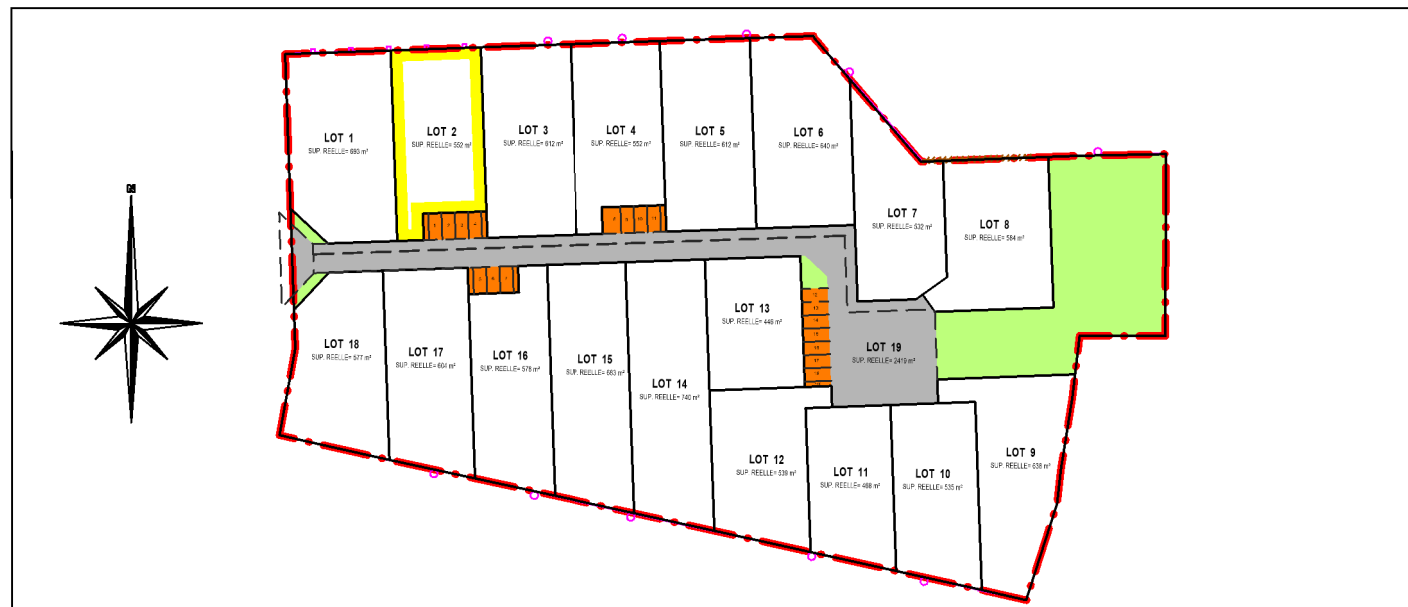 LOT 1
SUP. REELLE= 693 m²
LOT 2
SUP. REELLE= 552 m²
LOT 3
SUP. REELLE= 612 m²
LOT 4
SUP. REELLE= 552 m²
LOT 5
SUP. REELLE= 612 m²
LOT 6
SUP. REELLE= 640 m²
LOT 7
SUP. REELLE= 532 m²
LOT 8
SUP. REELLE= 584 m²
LOT 18
SUP. REELLE= 577 m²
LOT 17
SUP. REELLE= 604 m²
LOT 16
SUP. REELLE= 578 m²
LOT 15
SUP. REELLE= 683 m²
LOT 14
SUP. REELLE= 740 m²
LOT 13
SUP. REELLE= 446 m²
LOT 19
SUP. REELLE= 2419 m²
LOT 12
SUP. REELLE= 539 m²
LOT 11
SUP. REELLE= 468 m²
LOT 10
SUP. REELLE= 535 m²
LOT 9
SUP. REELLE= 638 m²